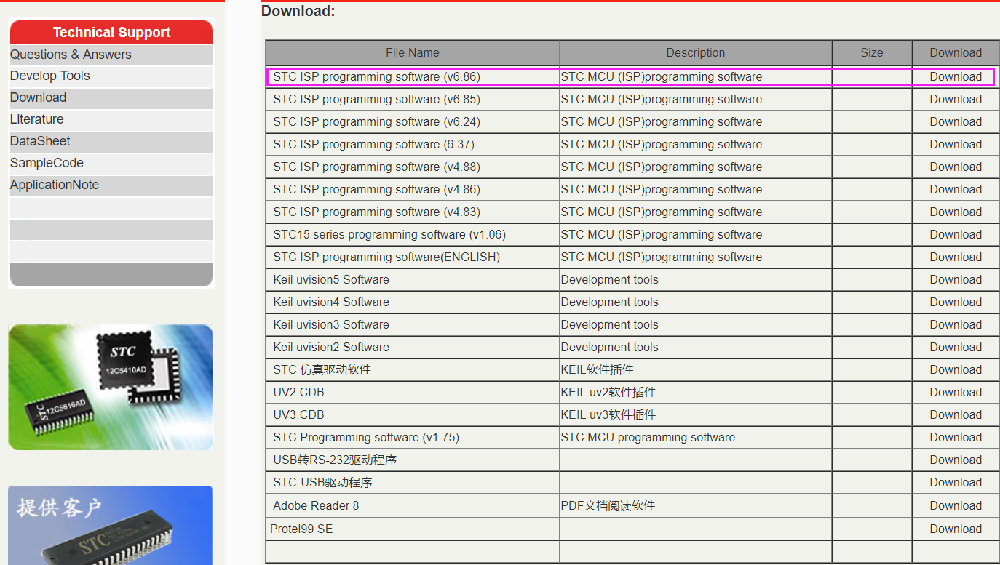 Technical Support
Questions & Answers
Develop Tools
Download
Literature
DataSheet
SampleCode
ApplicationNote
STC
12C5410AD
STC 12C5616AD
提供客户
STC
Download:
File Name Description Size Download
STC ISP programming software (v6.86) STC MCU (ISP)programming software Download
STC ISP programming software (v6.85) STC MCU (ISP)programming software Download
STC ISP programming software (v6.24) STC MCU (ISP)programming software Download
STC ISP programming software (6.37) STC MCU (ISP)programming software Download
STC ISP programming software (v4.88) STC MCU (ISP)programming software Download
STC ISP programming software (v4.86) STC MCU (ISP)programming software Download
STC ISP programming software (v4.83) STC MCU (ISP)programming software Download
STC15 series programming software (v1.06) STC MCU (ISP)programming software Download
STC ISP programming software(ENGLISH) STC MCU (ISP)programming software Download
Keil uvision5 Software Development tools Download
Keil uvision4 Software Development tools Download
Keil uvision3 Software Development tools Download
Keil uvision2 Software Development tools Download
STC 仿真驱动软件 KEIL软件插件 Download
UV2.CDB KEIL uv2软件插件 Download
UV3.CDB KEIL uv3软件插件 Download
STC Programming software (v1.75) STC MCU programming software Download
USB转RS-232驱动程序 Download
STC-USB驱动程序 Download
Adobe Reader 8 PDF文档阅读软件 Download
Protel99 SE Download